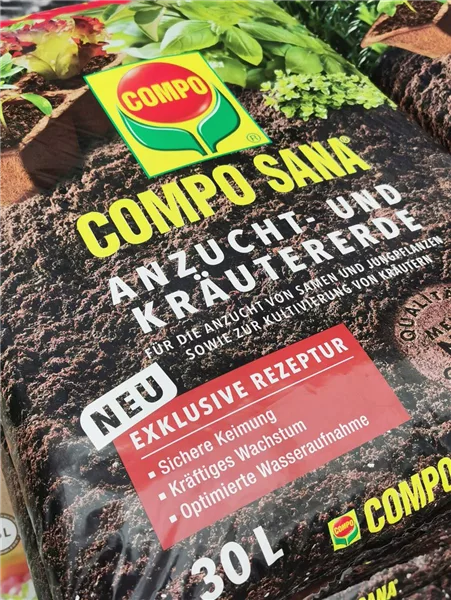 COMPO
®
COMPO SANA®
ANZUCHT- UND
KRÄUTERERDE
FÜR DIE ANZUCHT VON SAMEN UND JUNGPFLANZEN
SOWIE ZUR KULTIVIERUNG VON KRÄUTERN
NEU
EXKLUSIVE REZEPTUR
• Sichere Keimung
• Kräftiges Wachstum
• Optimierte Wasseraufnahme
30 L
COMPO
COMPO